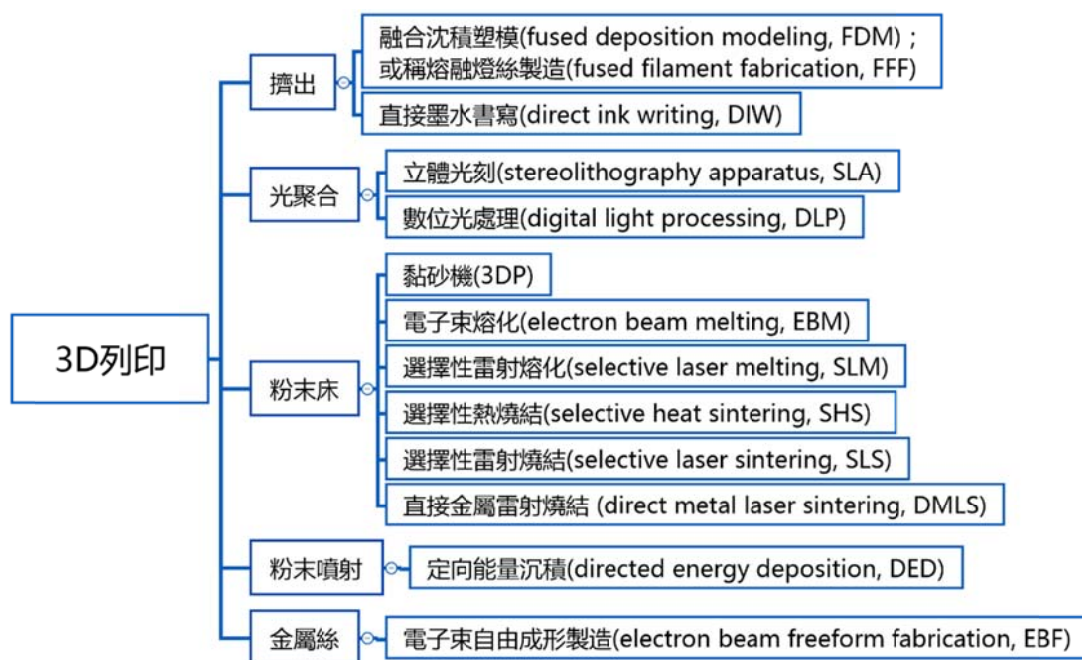 融合沈積塑模(fused deposition modeling, FDM)；
或稱熔融燈絲製造(fused filament fabrication, FFF)
擠出
直接墨水書寫(direct ink writing, DIW)
立體光刻(stereolithography apparatus, SLA)
光聚合
數位光處理(digital light processing, DLP)
黏砂機(3DP)
電子束熔化(electron beam melting, EBM)
3D列印
選擇性雷射熔化(selective laser melting, SLM)
粉末床
選擇性熱燒結(selective heat sintering, SHS)
選擇性雷射燒結(selective laser sintering, SLS)
直接金屬雷射燒結 (direct metal laser sintering, DMLS)
粉末噴射
定向能量沉積(directed energy deposition, DED)
金屬絲
電子束自由成形製造(electron beam freeform fabrication, EBF)